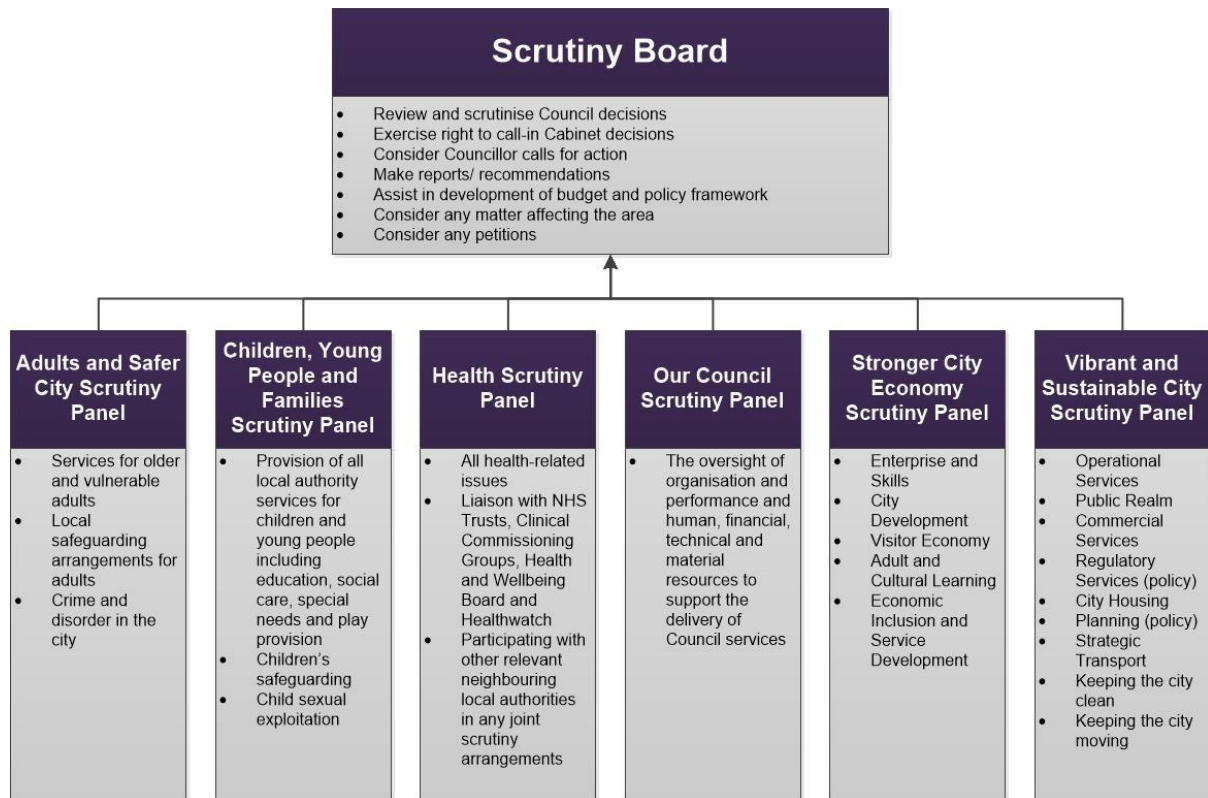 Scrutiny Board
• Review and scrutinise Council decisions
• Exercise right to call-in Cabinet decisions
• Consider Councillor calls for action
• Make reports/ recommendations
• Assist in development of budget and policy framework
• Consider any matter affecting the area
• Consider any petitions
Adults and Safer
City Scrutiny
Panel
• Services for older
and vulnerable
adults
• Local
safeguarding
arrangements for
adults
• Crime and
disorder in the
city
Children, Young
People and
Families
Scrutiny Panel
• Provision of all
local authority
services for
children and
young people
including
education, social
care, special
needs and play
provision
• Children's
safeguarding
• Child sexual
exploitation
Health Scrutiny
Panel
• All health-related
issues
• Liaison with NHS
Trusts, Clinical
Commissioning
Groups, Health
and Wellbeing
Board and
Healthwatch
• Participating with
other relevant
neighbouring
local authorities
in any joint
scrutiny
arrangements
Our Council
Scrutiny Panel
• The oversight of
organisation and
performance and
human, financial,
technical and
material
resources to
support the
delivery of
Council services
Stronger City
Economy
Scrutiny Panel
• Enterprise and
Skills
• City
Development
• Visitor Economy
• Adult and
Cultural Learning
• Economic
Inclusion and
Service
Development
Vibrant and
Sustainable City
Scrutiny Panel
• Operational
Services
• Public Realm
• Commercial
Services
• Regulatory
Services (policy)
• City Housing
• Planning (policy)
• Strategic
Transport
• Keeping the city
clean
• Keeping the city
moving